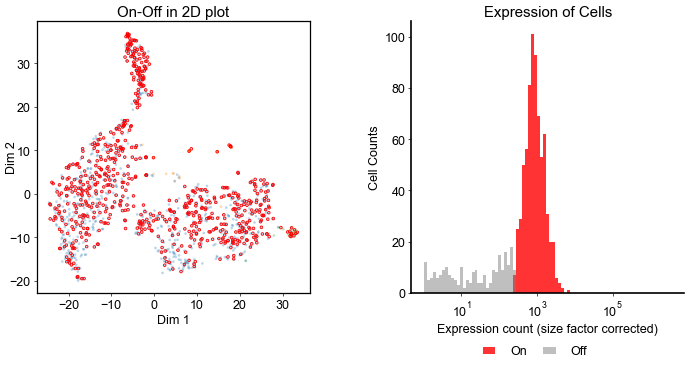 On-Off in 2D plot
Dim 2
30
20
10
0
−10
−20
−20 −10 0 10 20 30
Dim 1
Expression of Cells
Cell Counts
100
80
60
40
20
0
10^1 10^3 10^5
Expression count (size factor corrected)
On Off